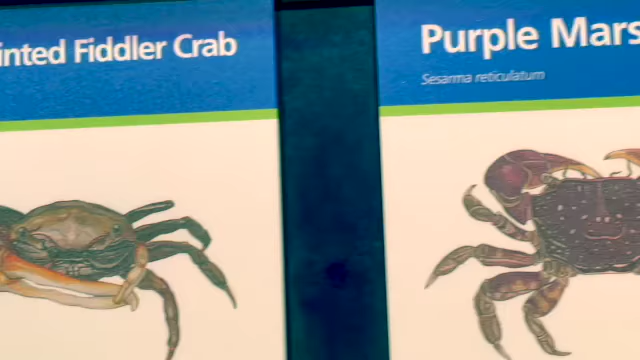 inted Fiddler Crab
Purple Mars
Sesarma reticulatum